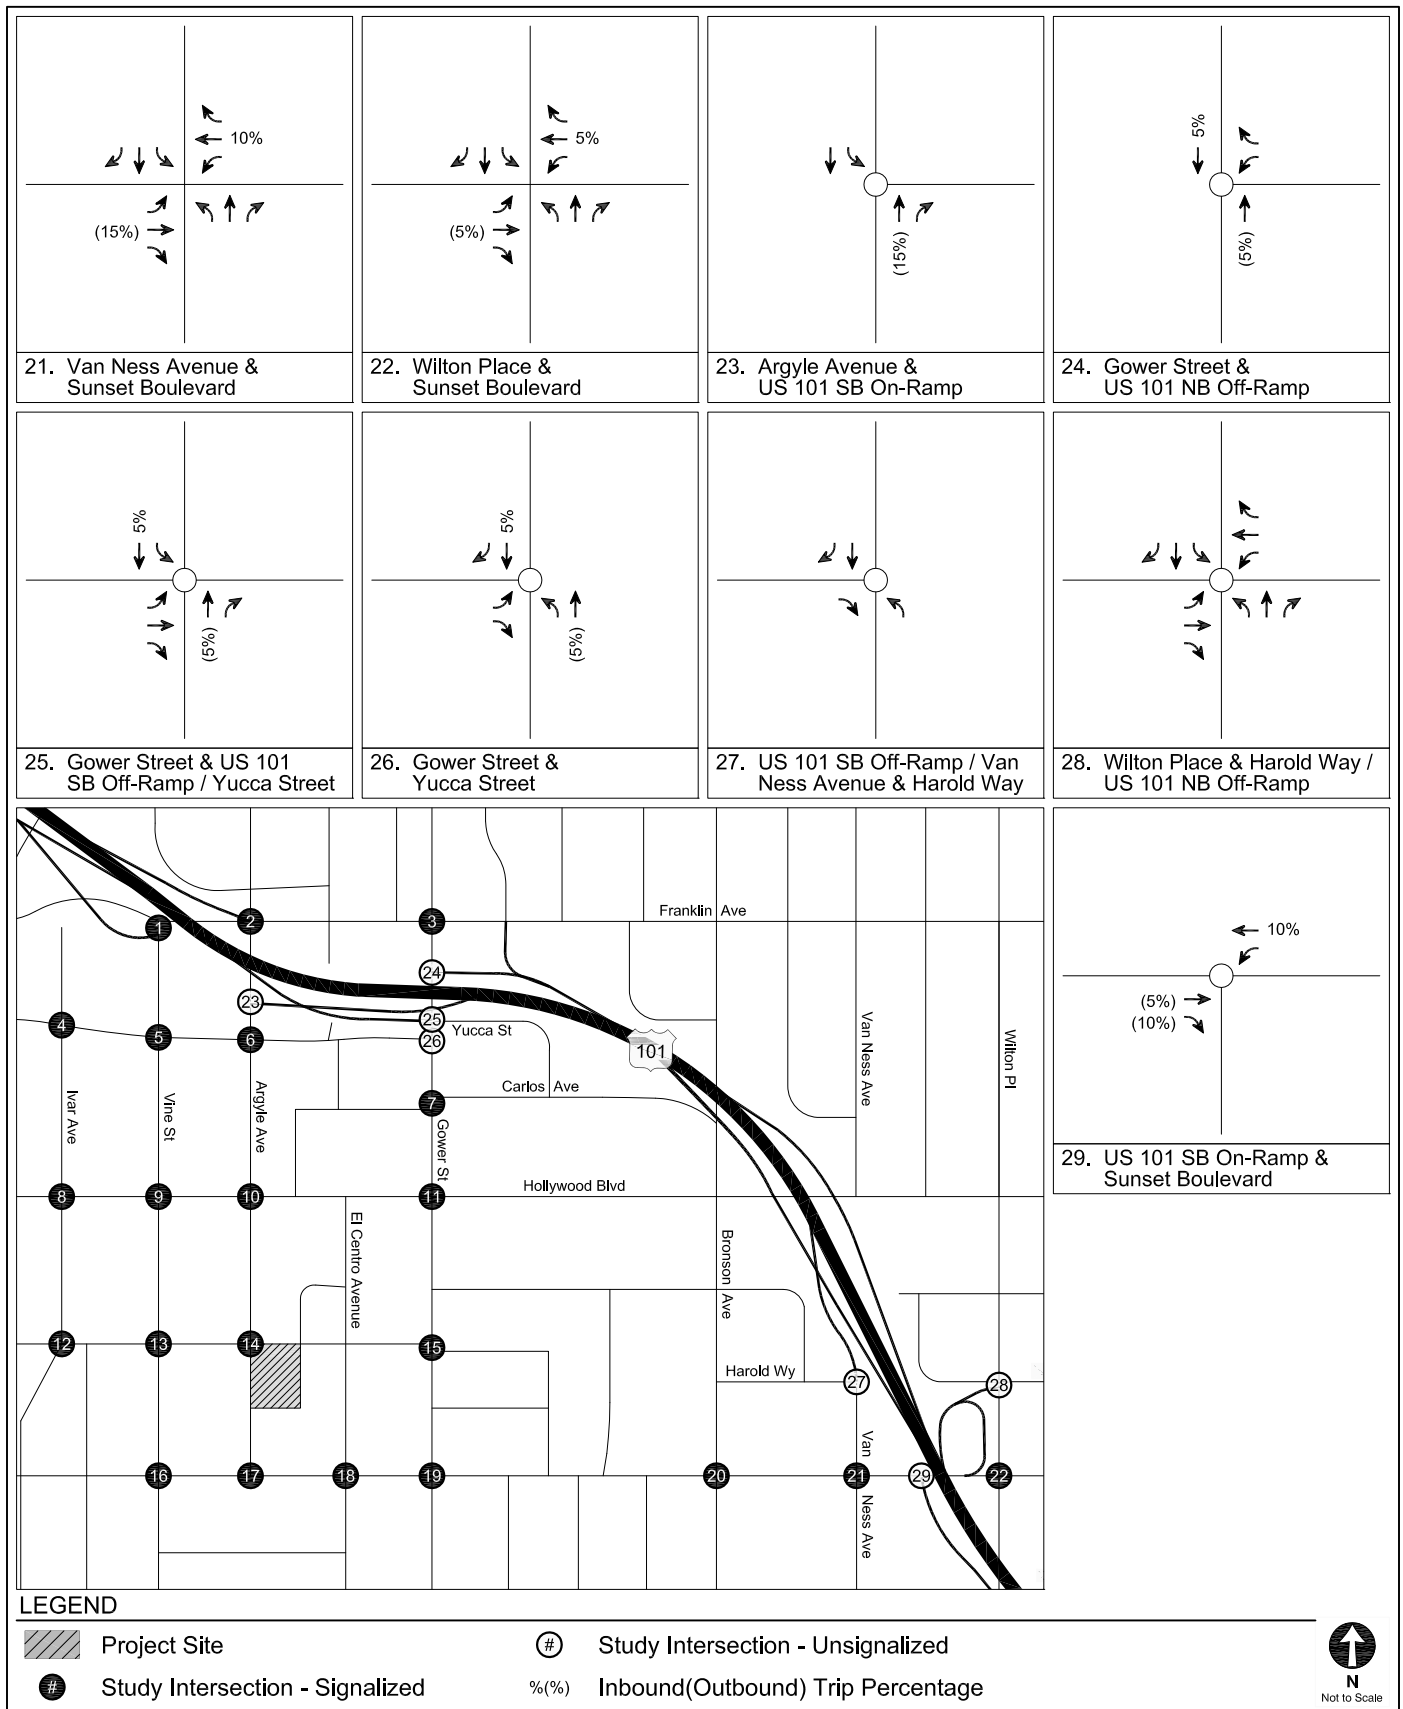 10%
(15%)
21. Van Ness Avenue &
Sunset Boulevard
5%
(5%)
22. Wilton Place &
Sunset Boulevard
(15%)
23. Argyle Avenue &
US 101 SB On-Ramp
5%
(5%)
24. Gower Street &
US 101 NB Off-Ramp
5%
(5%)
25. Gower Street & US 101
SB Off-Ramp / Yucca Street
5%
(5%)
26. Gower Street &
Yucca Street
27. US 101 SB Off-Ramp / Van
Ness Avenue & Harold Way
28. Wilton Place & Harold Way /
US 101 NB Off-Ramp
10%
(5%)
(10%)
29. US 101 SB On-Ramp &
Sunset Boulevard
Franklin Ave
1
2
3
24
23
25
Yucca St
26
4
5
6
101
Van Ness Ave
Wilton Pl
Carlos Ave
7
Ivar Ave
Vine St
Argyle Ave
Gower St
Hollywood Blvd
8
9
10
11
El Centro Avenue
Bronson Ave
12
13
14
15
Harold Wy
27
28
16
17
18
19
20
21
29
22
Van Ness Ave
LEGEND
Project Site
# Study Intersection - Unsignalized
# Study Intersection - Signalized
%(%) Inbound(Outbound) Trip Percentage
N
Not to Scale